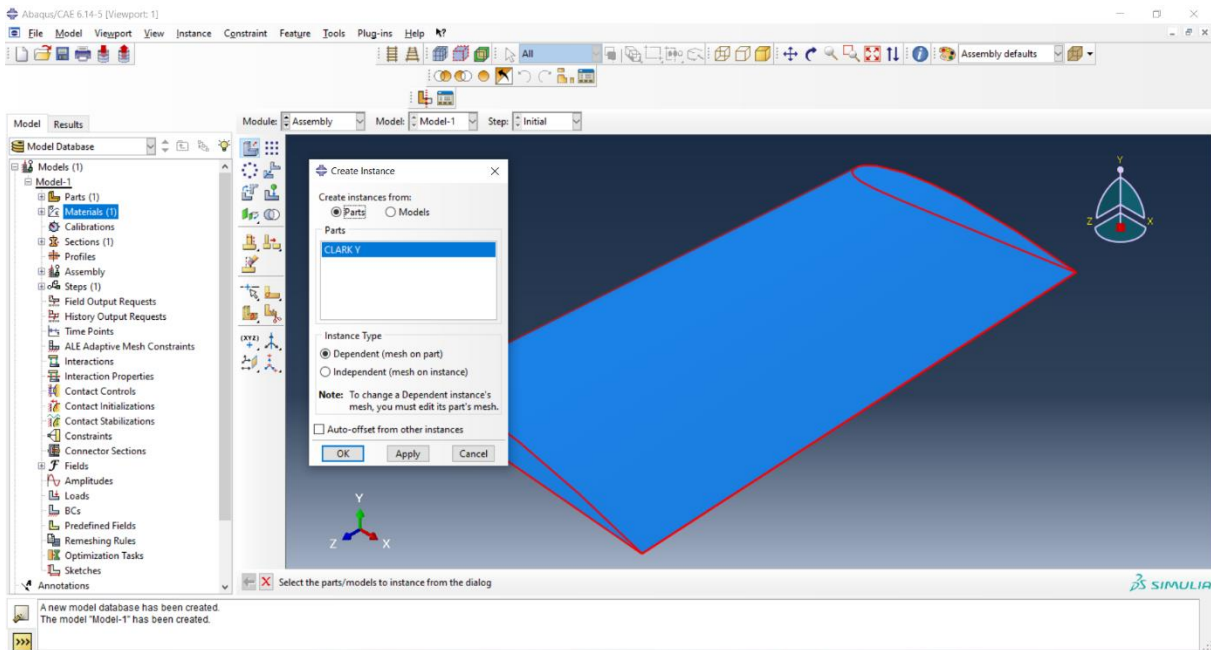 Abaqus/CAE 6.14-5 [Viewport: 1]
File Model Viewport View Instance Constraint Feature Tools Plug-ins Help
All
Assembly defaults
Model Results
Module: Assembly Model: Model-1 Step: Initial
Model Database
Models (1)
Model-1
Parts (1)
Materials (1)
Calibrations
Sections (1)
Profiles
Assembly
Steps (1)
Field Output Requests
History Output Requests
Time Points
ALE Adaptive Mesh Constraints
Interactions
Interaction Properties
Contact Controls
Contact Initializations
Contact Stabilizations
Constraints
Connector Sections
Fields
Amplitudes
Loads
BCs
Predefined Fields
Remeshing Rules
Optimization Tasks
Sketches
Annotations
(XYZ)
Create Instance
Create instances from:
Parts Models
Parts
CLARK Y
Instance Type
Dependent (mesh on part)
Independent (mesh on instance)
Note: To change a Dependent instance's
mesh, you must edit its part's mesh.
Auto-offset from other instances
OK Apply Cancel
Y
Z X
Y
Z X
Select the parts/models to instance from the dialog
SIMULIA
A new model database has been created.
The model "Model-1" has been created.
>>>